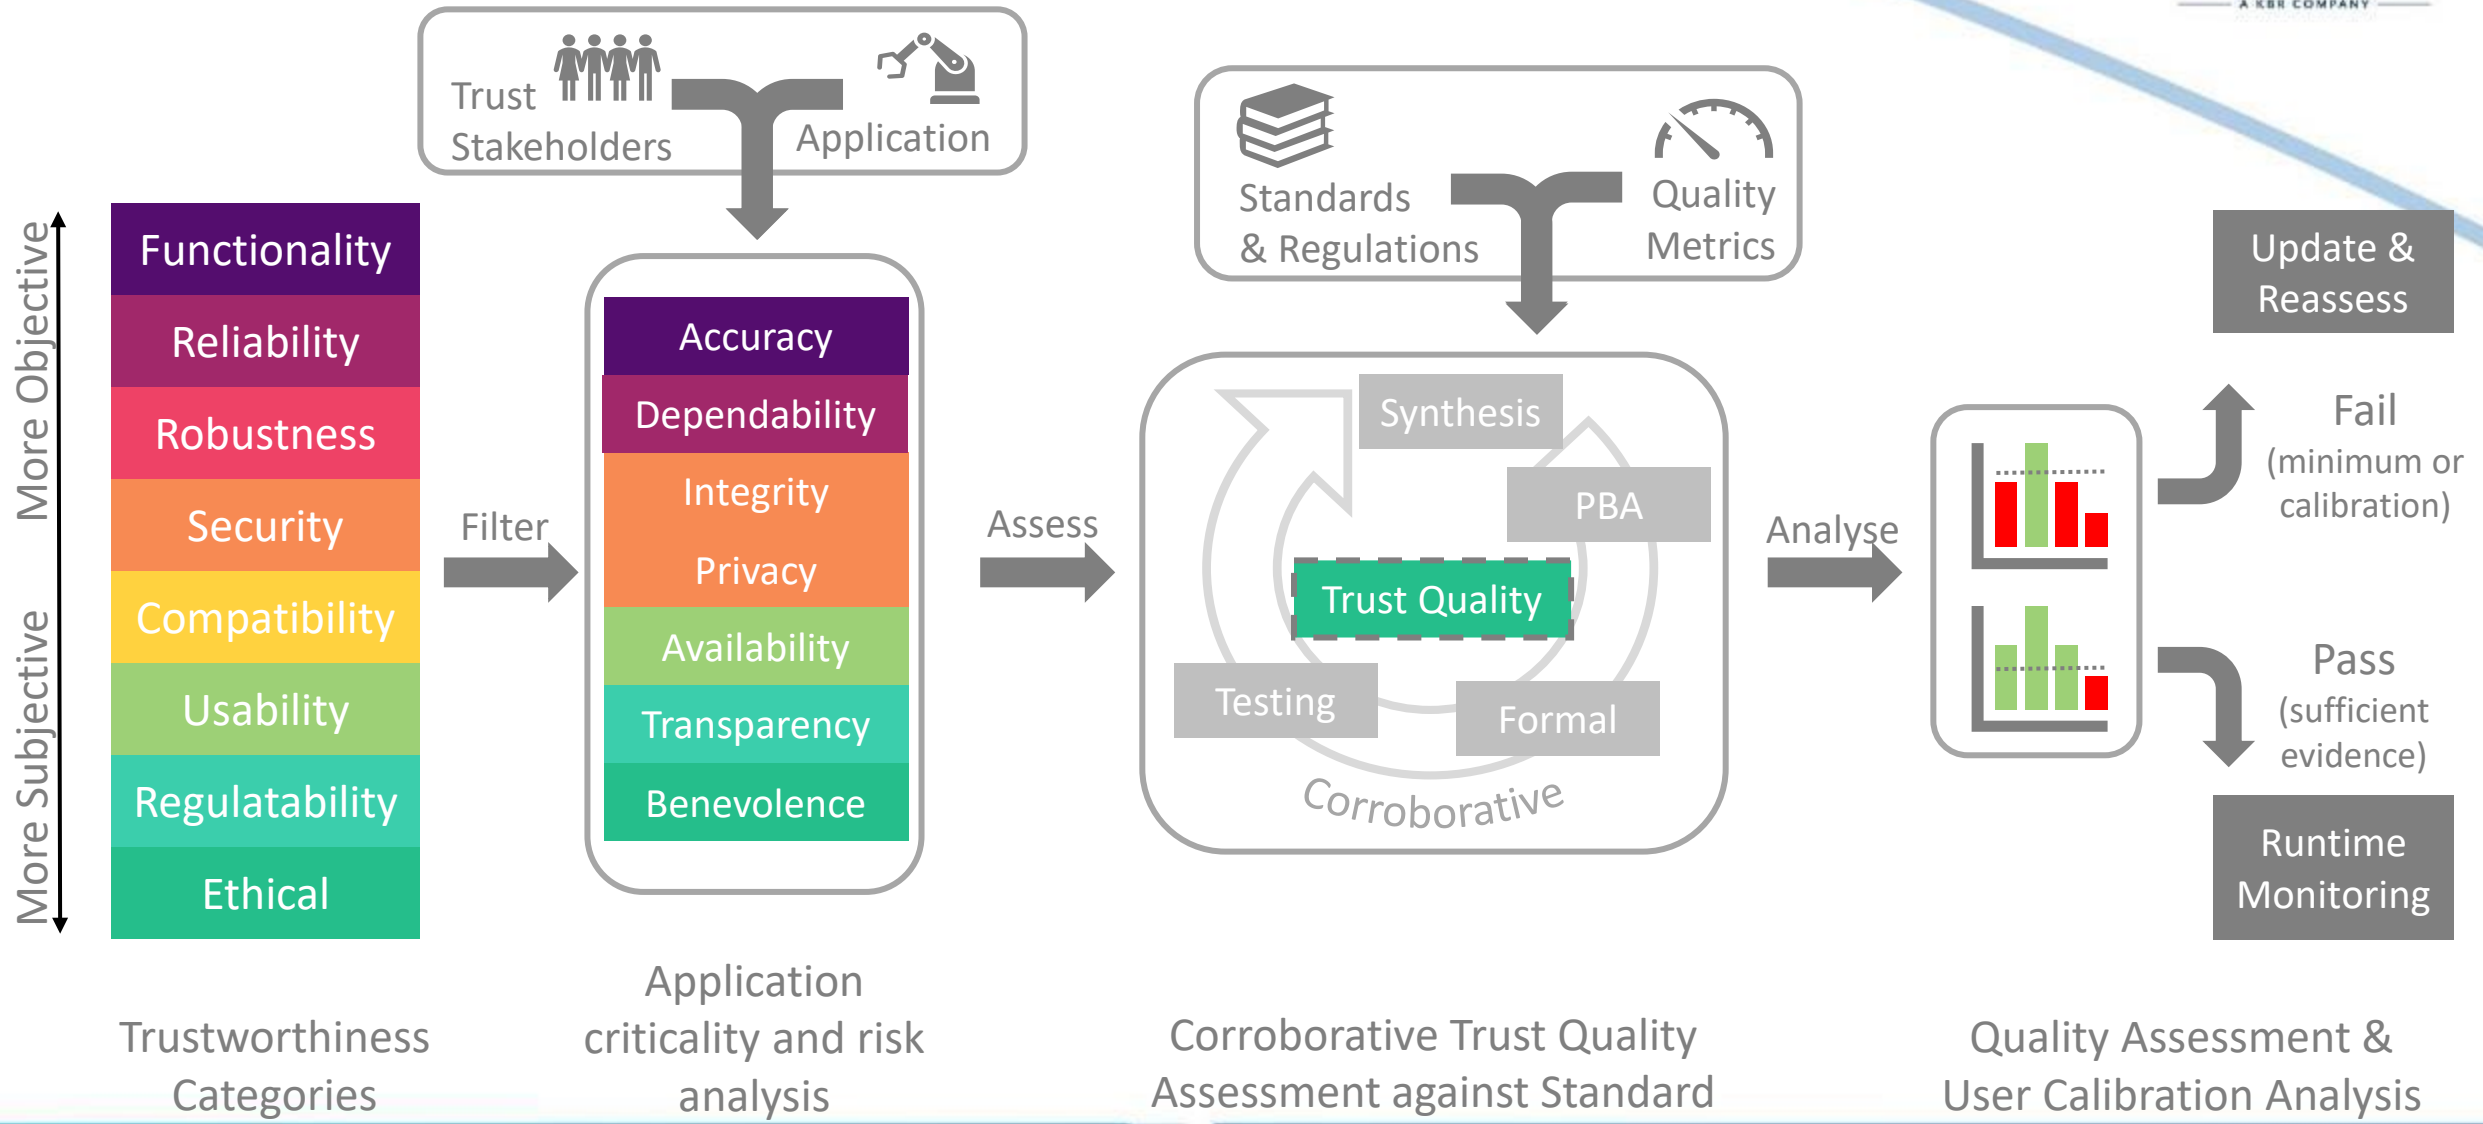 A KBR COMPANY
Trust
Stakeholders
Application
Standards
& Regulations
Quality
Metrics
More Objective
More Subjective
Functionality
Reliability
Robustness
Security
Compatibility
Usability
Regulatability
Ethical
Filter
Accuracy
Dependability
Integrity
Privacy
Availability
Transparency
Benevolence
Assess
Synthesis
PBA
Trust Quality
Testing
Formal
Corroborative
Analyse
Update &
Reassess
Fail
(minimum or
calibration)
Pass
(sufficient
evidence)
Runtime
Monitoring
Trustworthiness
Categories
Application
criticality and risk
analysis
Corroborative Trust Quality
Assessment against Standard
Quality Assessment &
User Calibration Analysis